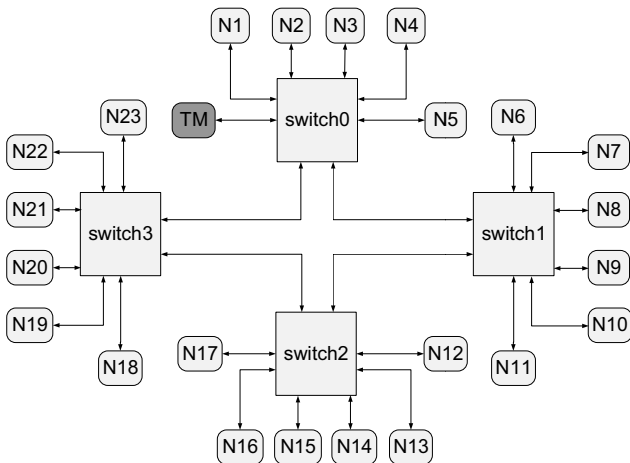 N1 N2 N3 N4
TM switch0 N5
N23 N6
N22 N7
N21 N8
switch3 switch1
N20 N9
N19 N10
N18 N11
N17 switch2 N12
N16 N15 N14 N13